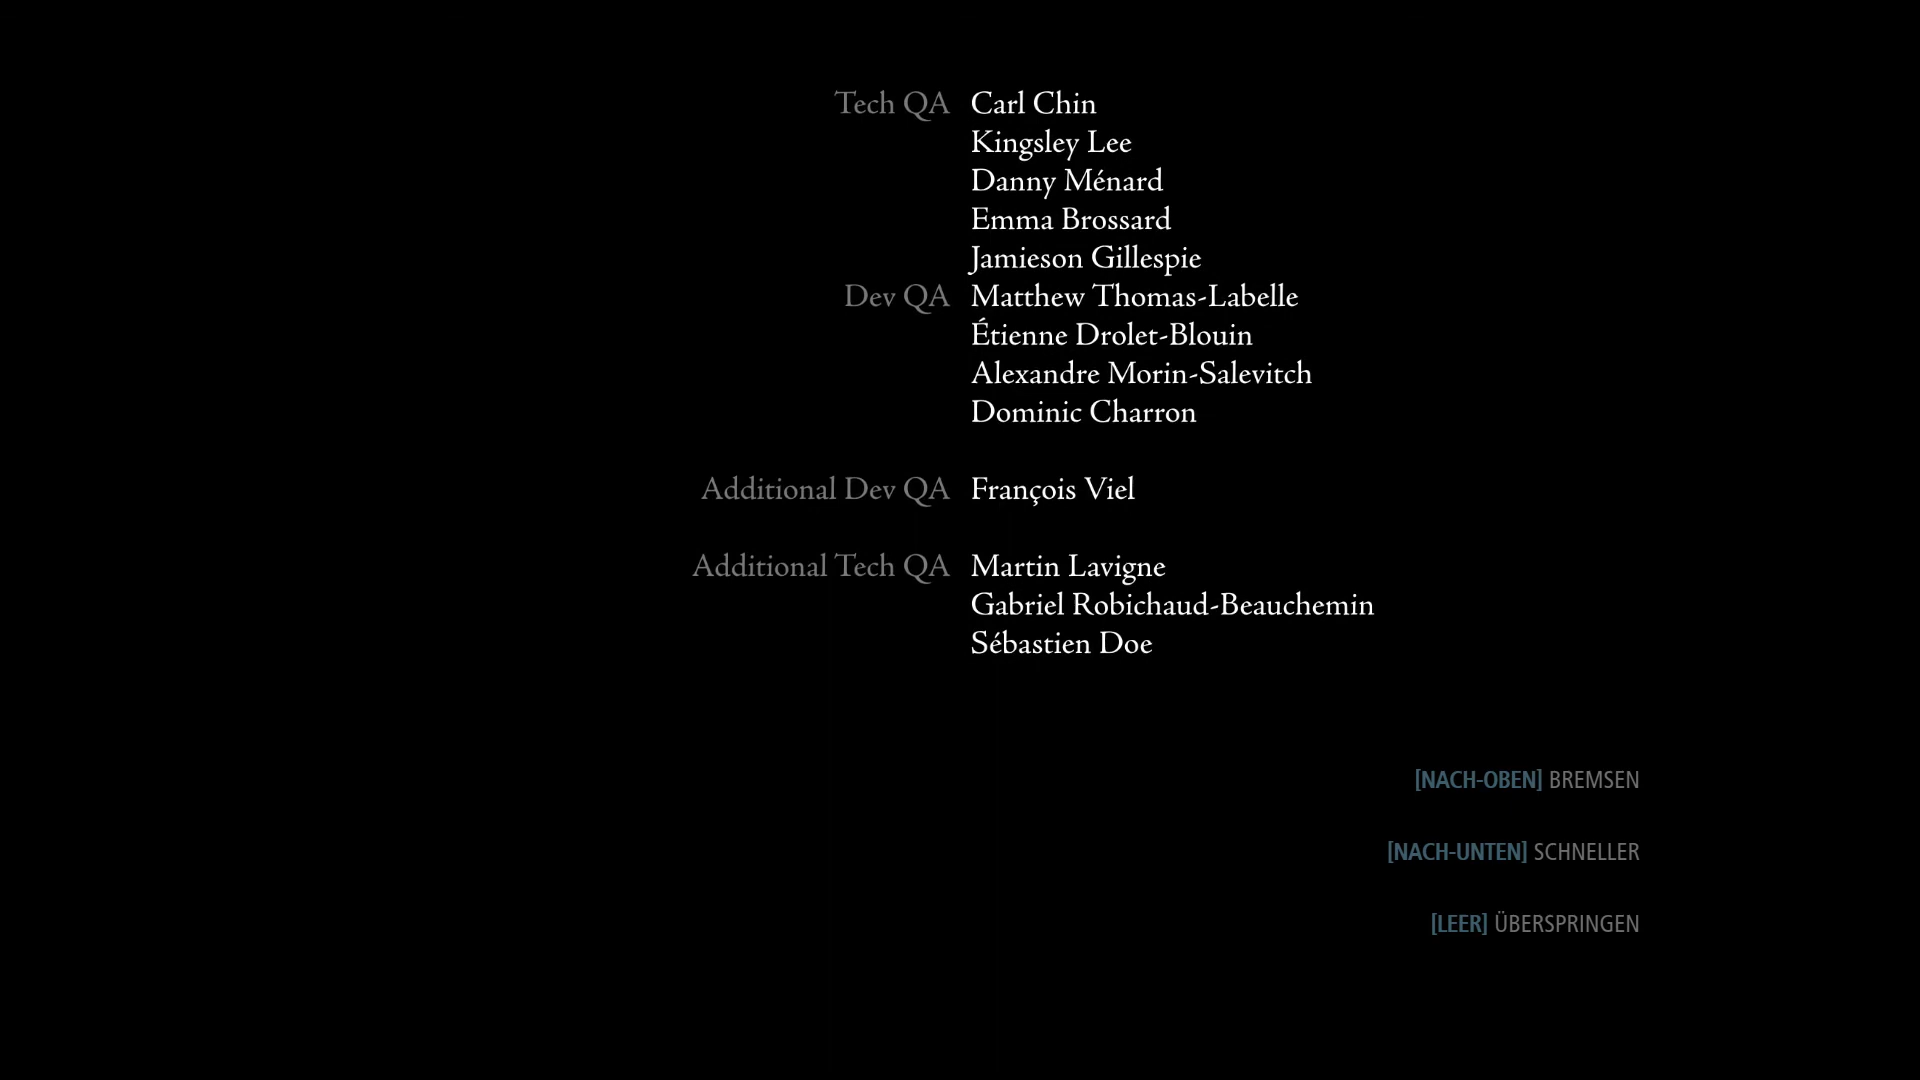 Tech QA Carl Chin
Kingsley Lee
Danny Ménard
Emma Brossard
Jamieson Gillespie
Dev QA Matthew Thomas-Labelle
Étienne Drolet-Blouin
Alexandre Morin-Salevitch
Dominic Charron
Additional Dev QA François Viel
Additional Tech QA Martin Lavigne
Gabriel Robichaud-Beauchemin
Sébastien Doe
[NACH-OBEN] BREMSEN
[NACH-UNTEN] SCHNELLER
[LEER] ÜBERSPRINGEN